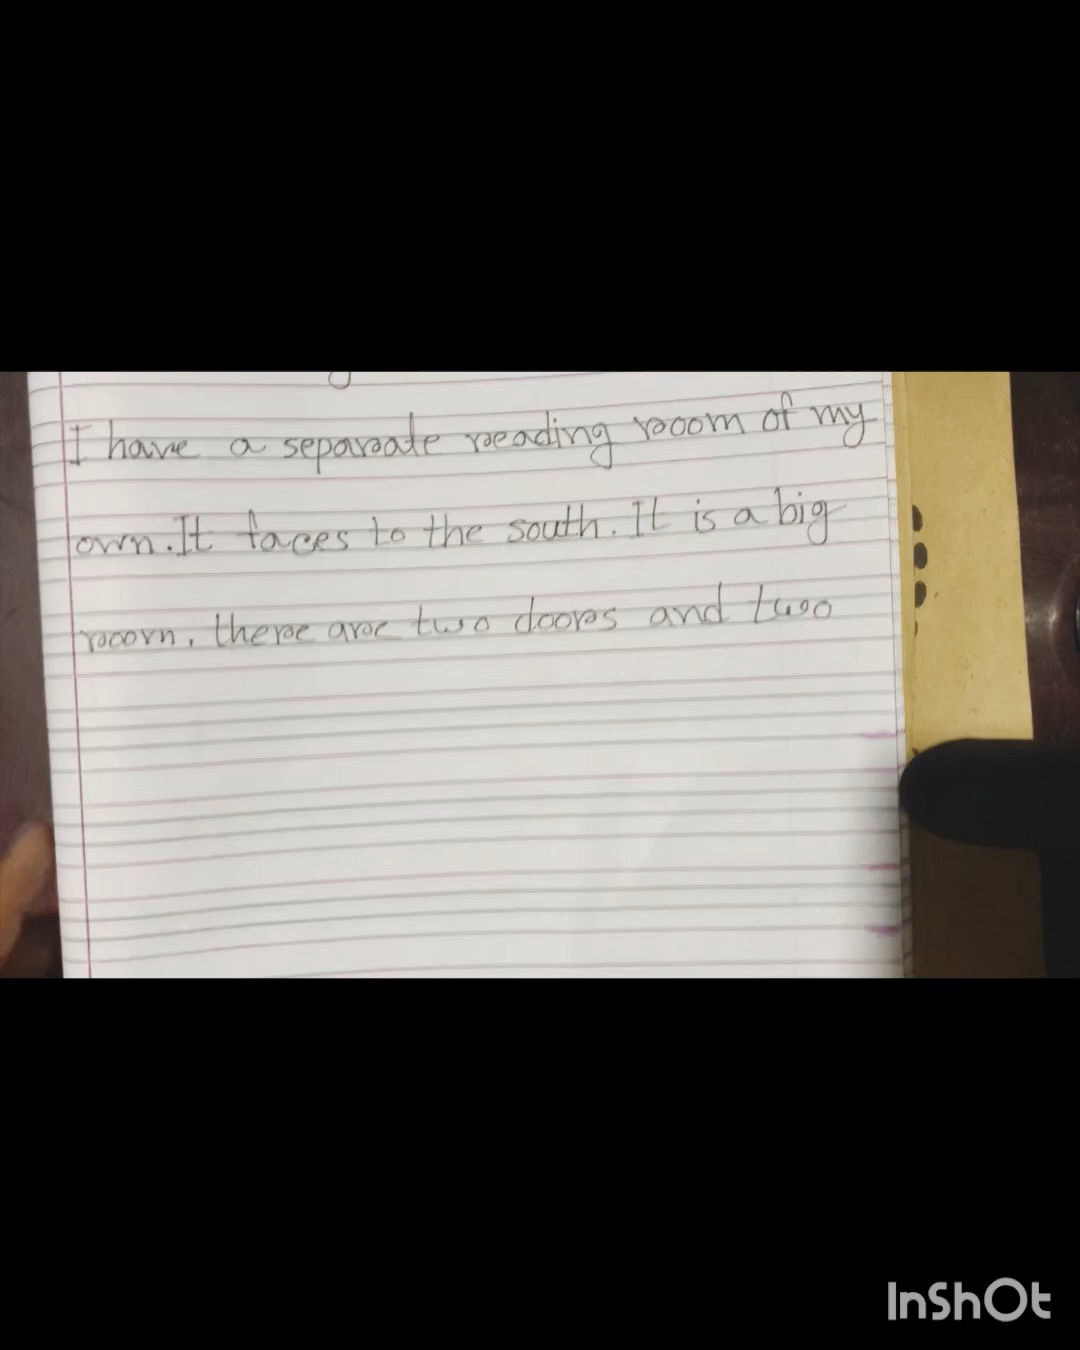 I have a separate reading room of my
own. It faces to the south. It is a big
room, there are two doors and two
InShOt